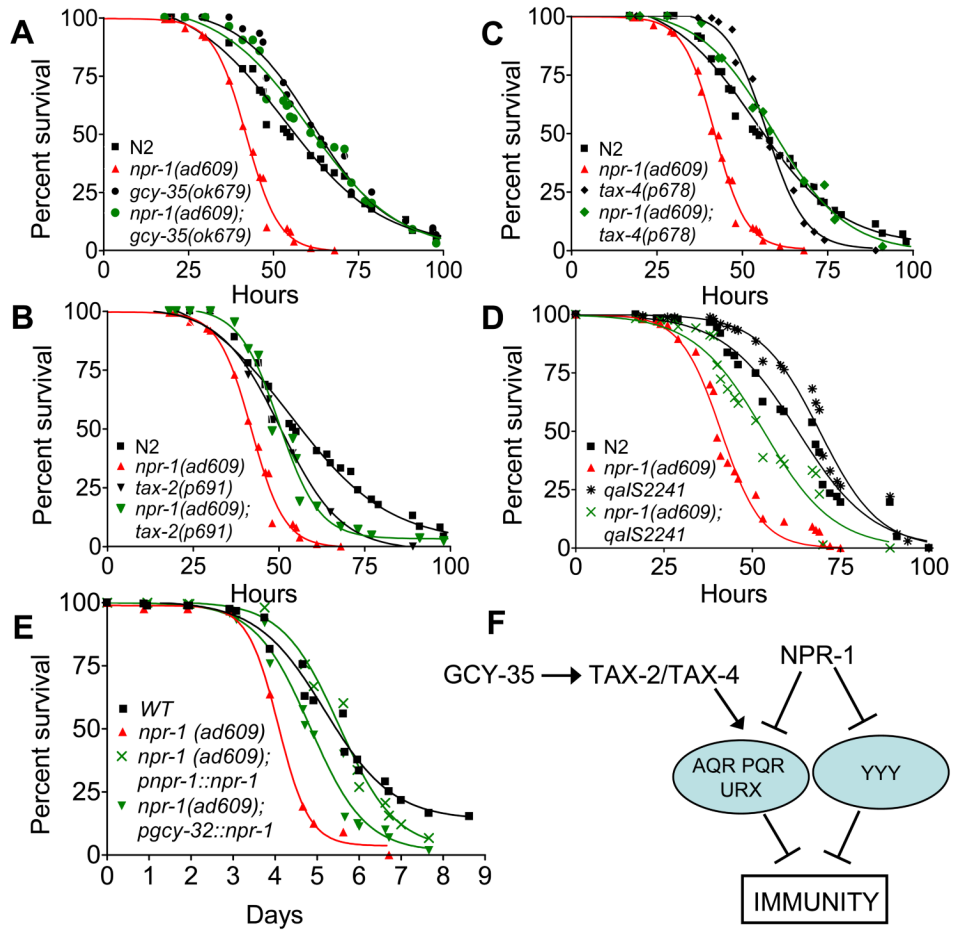 A
Percent survival
100
75
50
25
0
N2
npr-1(ad609)
gcy-35(ok679)
npr-1(ad609);
gcy-35(ok679)
0 25 50 75 100
Hours
C
Percent survival
100
75
50
25
0
N2
npr-1(ad609)
tax-4(p678)
npr-1(ad609);
tax-4(p678)
0 25 50 75 100
Hours
B
Percent survival
100
75
50
25
0
N2
npr-1(ad609)
tax-2(p691)
npr-1(ad609);
tax-2(p691)
0 25 50 75 100
Hours
D
Percent survival
100
75
50
25
0
N2
npr-1(ad609)
qaIS2241
npr-1(ad609);
qaIS2241
0 25 50 75 100
Hours
E
Percent survival
100
75
50
25
0
WT
npr-1 (ad609)
npr-1 (ad609);
pnpr-1::npr-1
npr-1(ad609);
pgcy-32::npr-1
0 1 2 3 4 5 6 7 8 9
Days
F
NPR-1
GCY-35 TAX-2/TAX-4
AQR PQR
URX
YYY
IMMUNITY